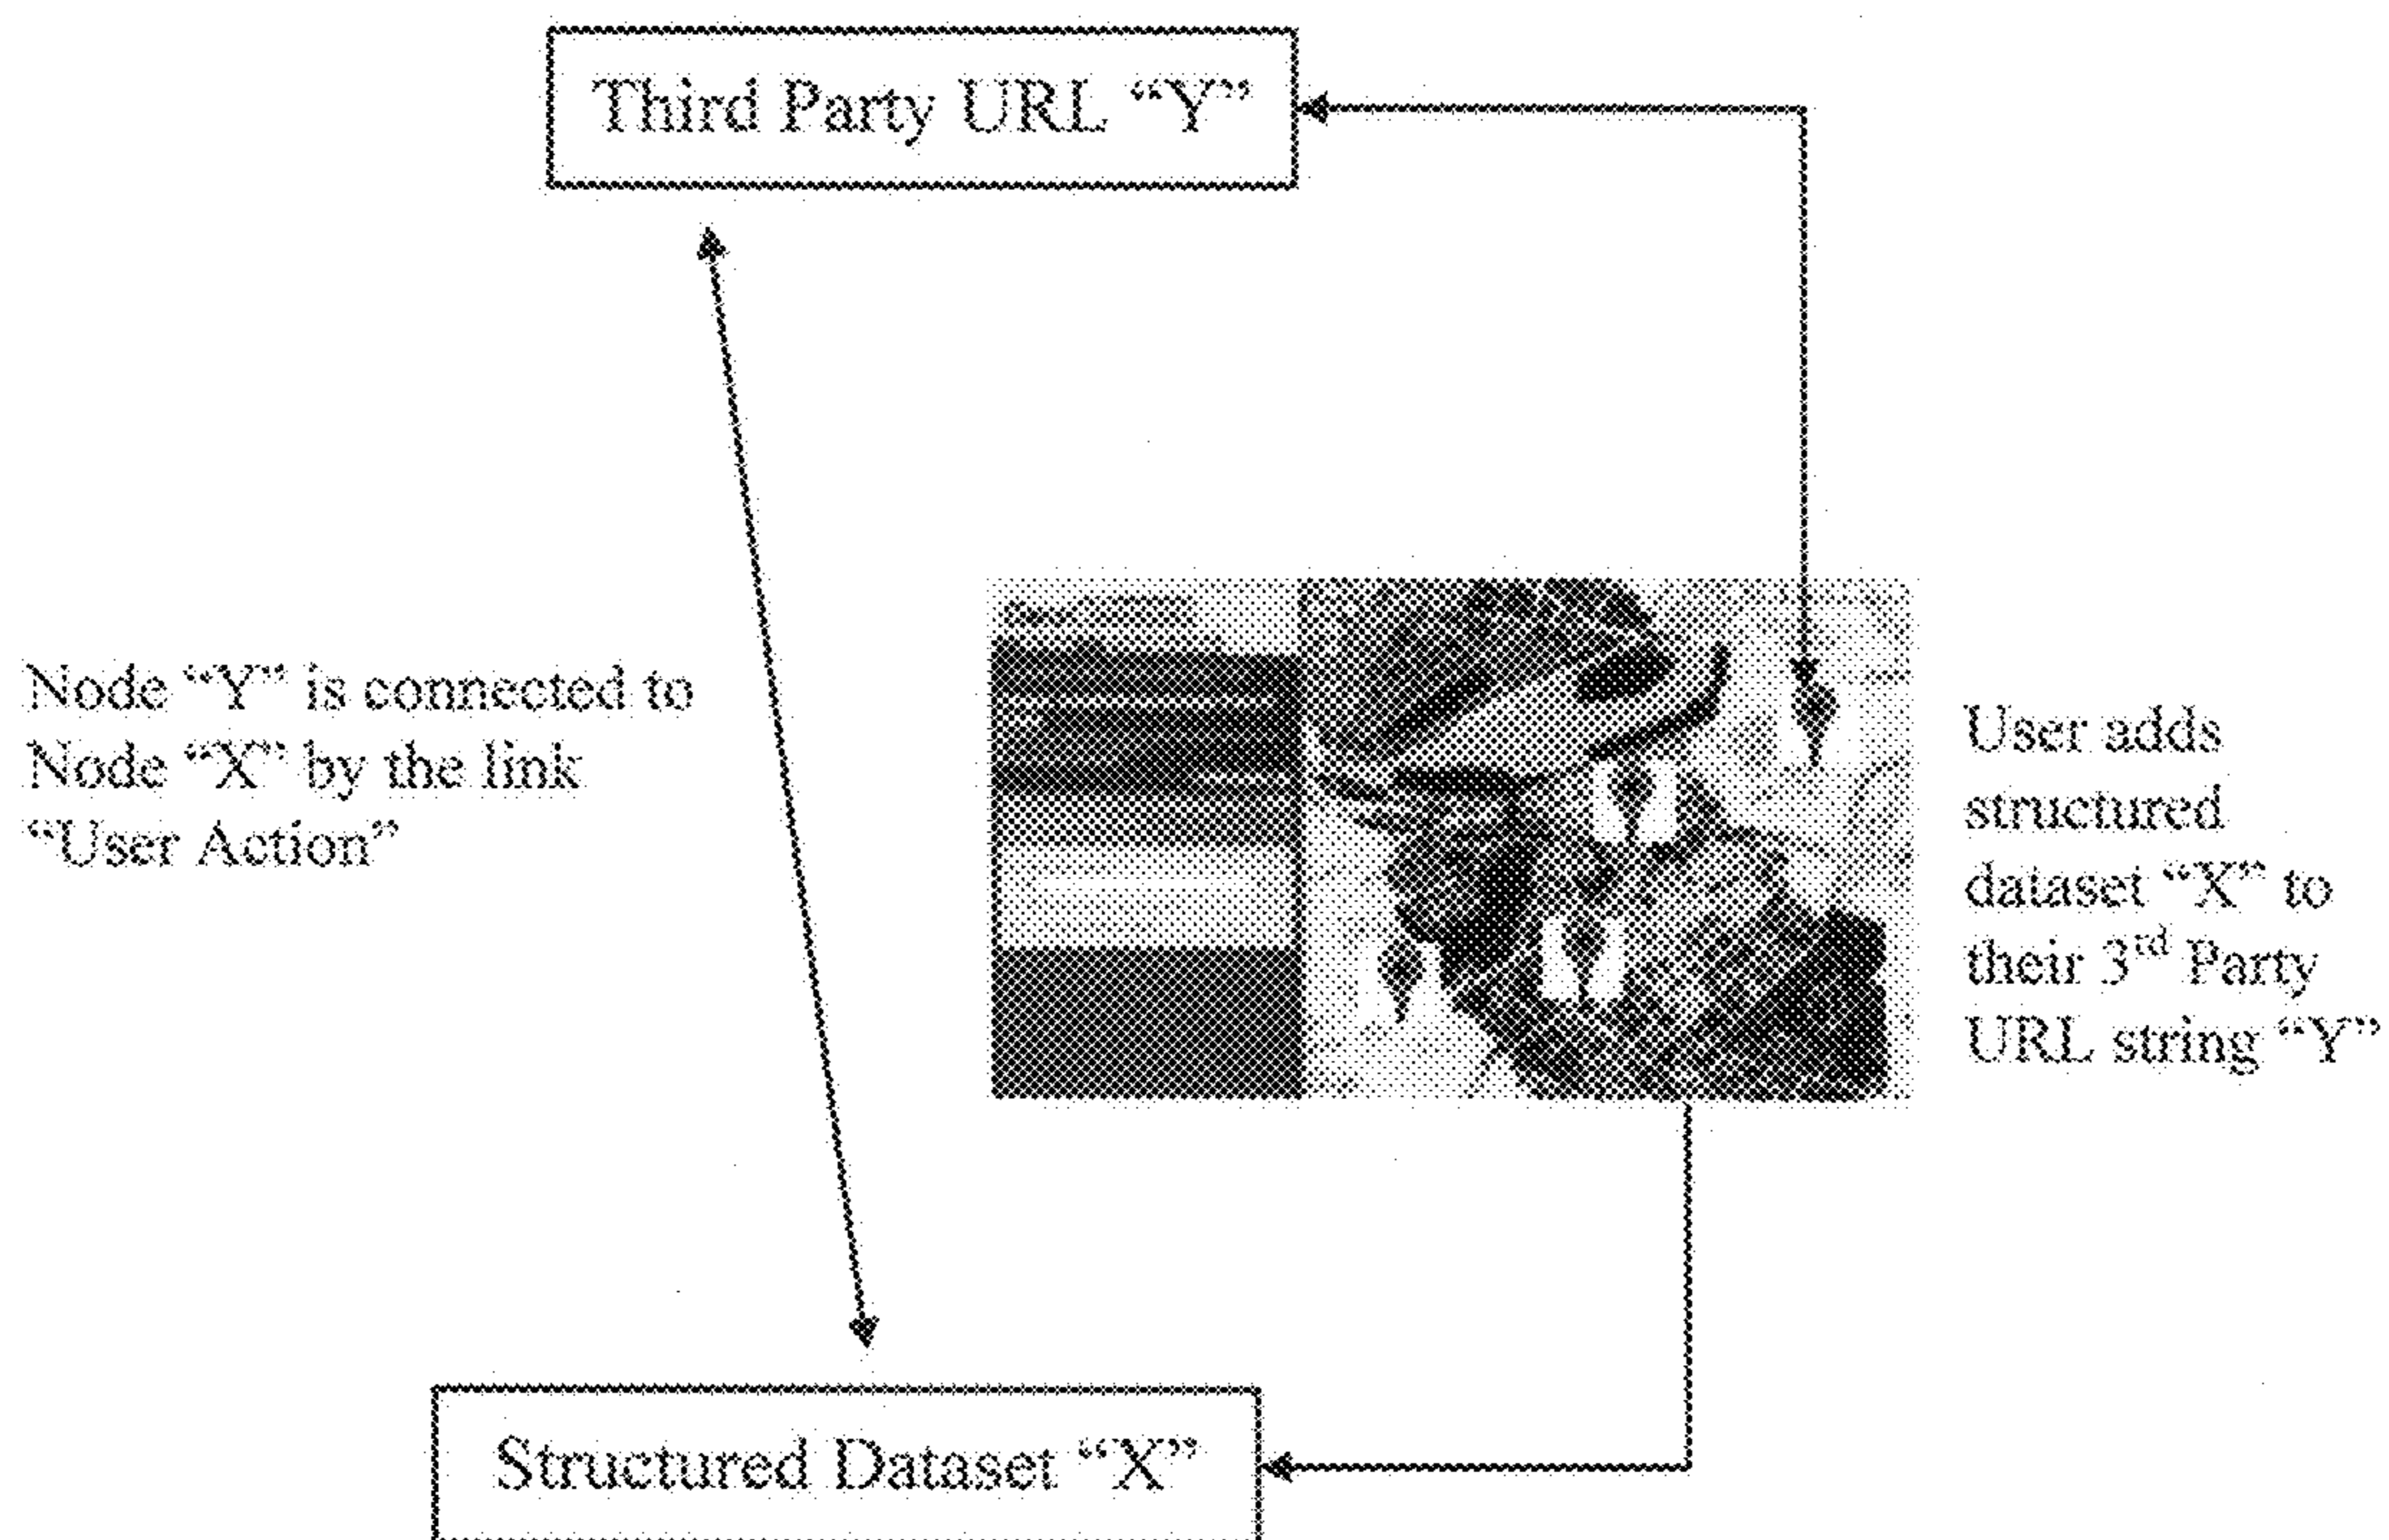 Third Party URL “Y”
Node “Y” is connected to
Node “X” by the link
“User Action”
User adds
structured
dataset “X” to
their 3rd Party
URL string “Y”
Structured Dataset “X”